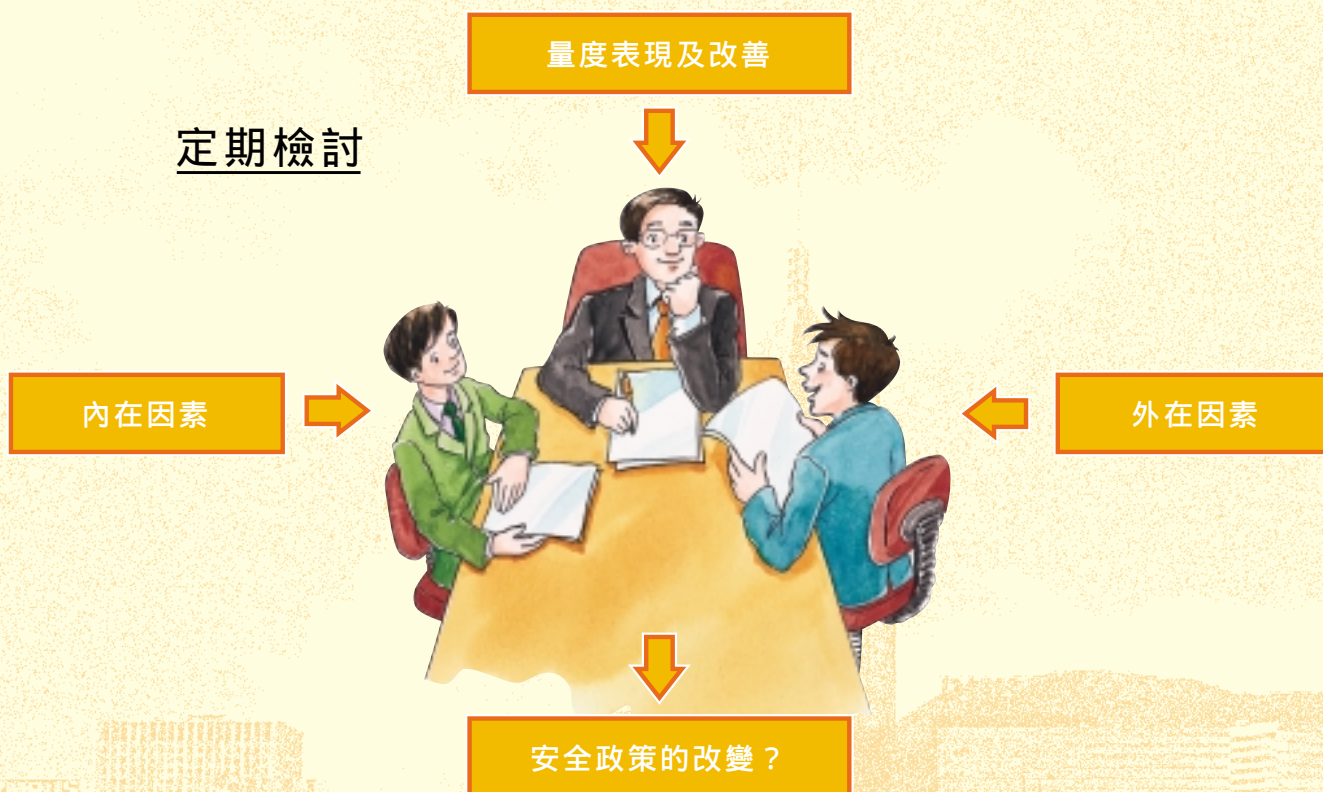 量度表現及改善
定期檢討
內在因素
外在因素
安全政策的改變？